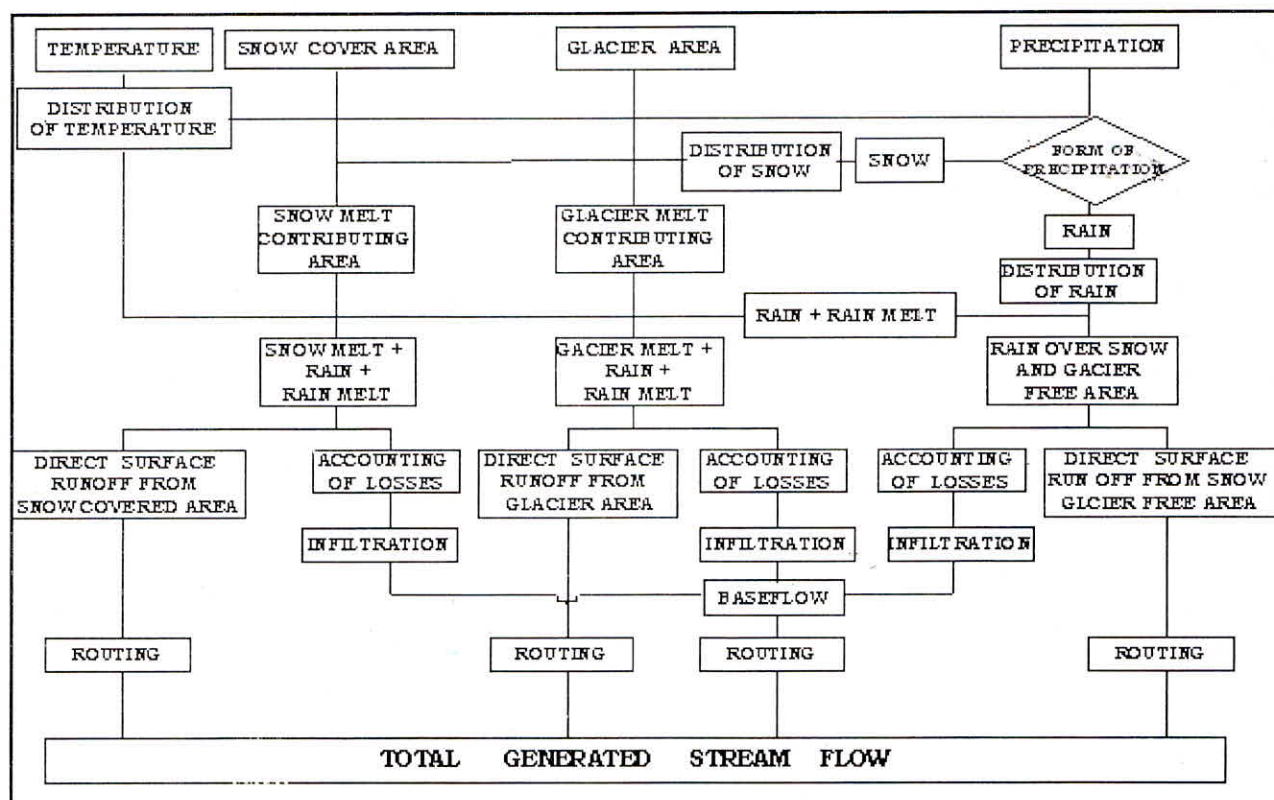 TEMPERATURE
SNOW COVER AREA
GLACIER AREA
PRECIPITATION
DISTRIBUTION
OF TEMPERATURE
DISTRIBUTION
OF SNOW
SNOW
FORM OF
PRECIPITATION
SNOW MELT
CONTRIBUTING
AREA
GLACIER MELT
CONTRIBUTING
AREA
RAIN
DISTRIBUTION
OF RAIN
RAIN + RAIN MELT
SNOW MELT +
RAIN +
RAIN MELT
GACIER MELT +
RAIN +
RAIN MELT
RAIN OVER SNOW
AND GACIER
FREE AREA
DIRECT SURFACE
RUNOFF FROM
SNOW COVERED AREA
ACCOUNTING
OF LOSSES
DIRECT SURFACE
RUNOFF FROM
GLACIER AREA
ACCOUNTING
OF LOSSES
ACCOUNTING
OF LOSSES
DIRECT SURFACE
RUN OFF FROM SNOW
GLCIER FREE AREA
INFILTRATION
INFILTRATION
INFILTRATION
BASEFLOW
ROUTING
ROUTING
ROUTING
ROUTING
TOTAL GENERATED STREAM FLOW